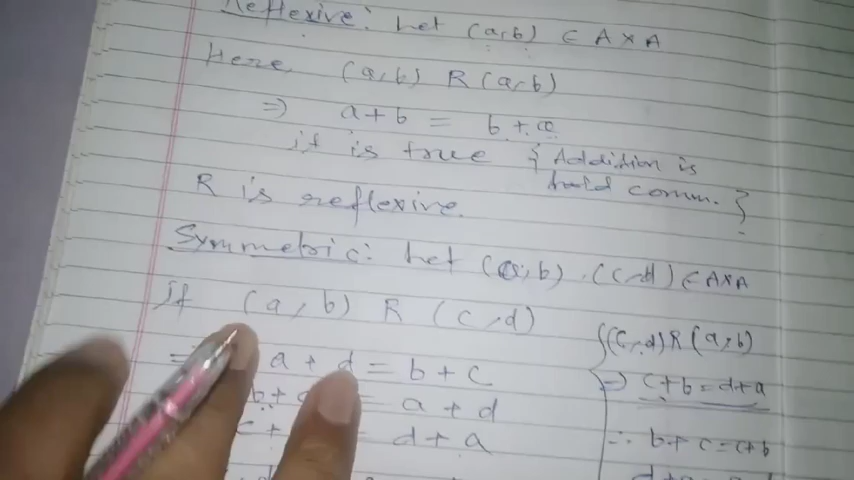 Reflexive: Let (a,b) ∈ A×A
Here, (a,b) R (a,b)
⇒ a+b = b+a
it is true { Addition is
hold comm. }
R is reflexive.
Symmetric: Let (a,b), (c,d) ∈ A×A
If (a, b) R (c,d)
a + d = b + c
b + = a + d
c + = d + a
{(c,d) R (a,b)
⇒ c+b = d+a
∴ b+c = c+b